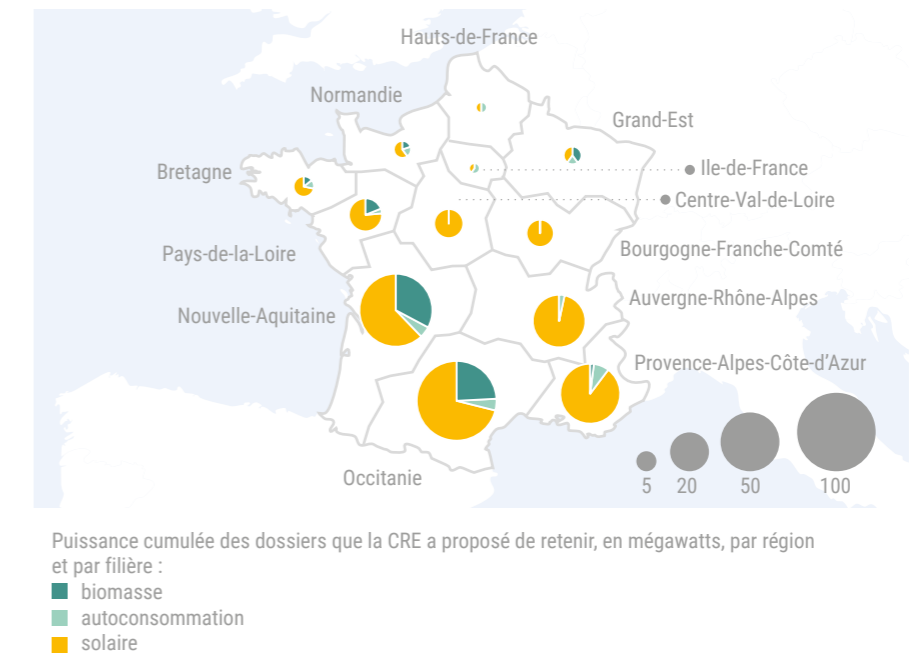 Hauts-de-France
Normandie
Grand-Est
Bretagne
Ile-de-France
Centre-Val-de-Loire
Pays-de-la-Loire
Bourgogne-Franche-Comté
Nouvelle-Aquitaine
Auvergne-Rhône-Alpes
Provence-Alpes-Côte-d’Azur
Occitanie
5 20 50 100
Puissance cumulée des dossiers que la CRE a proposé de retenir, en mégawatts, par région
et par filière :
biomasse
autoconsommation
solaire